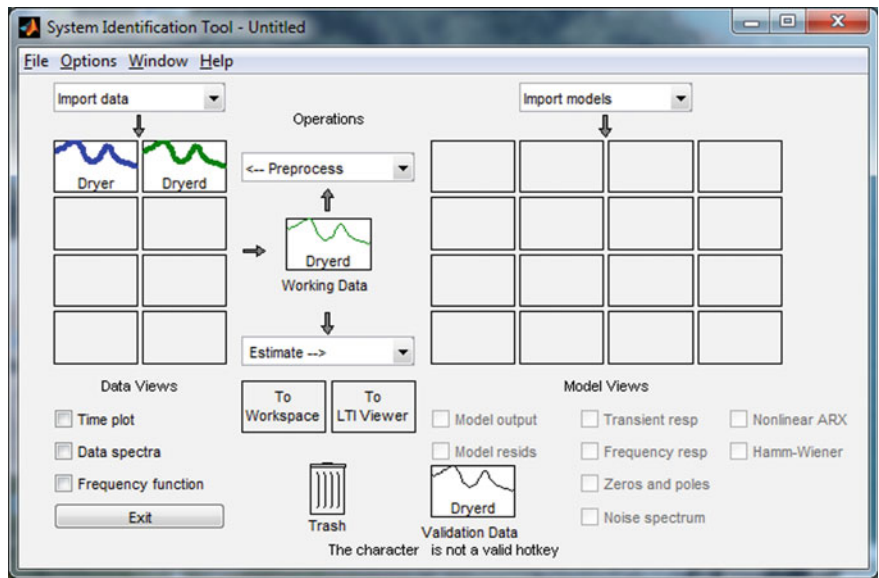 System Identification Tool - Untitled
File Options Window Help
Import data
Import models
Operations
Dryer
Dryerd
<-- Preprocess
Dryerd
Working Data
Estimate -->
Data Views
Time plot
Data spectra
Frequency function
Exit
To Workspace
To LTI Viewer
Trash
Model Views
Model output
Transient resp
Nonlinear ARX
Model resids
Frequency resp
Hamm-Wiener
Zeros and poles
Noise spectrum
Dryerd
Validation Data
The character is not a valid hotkey